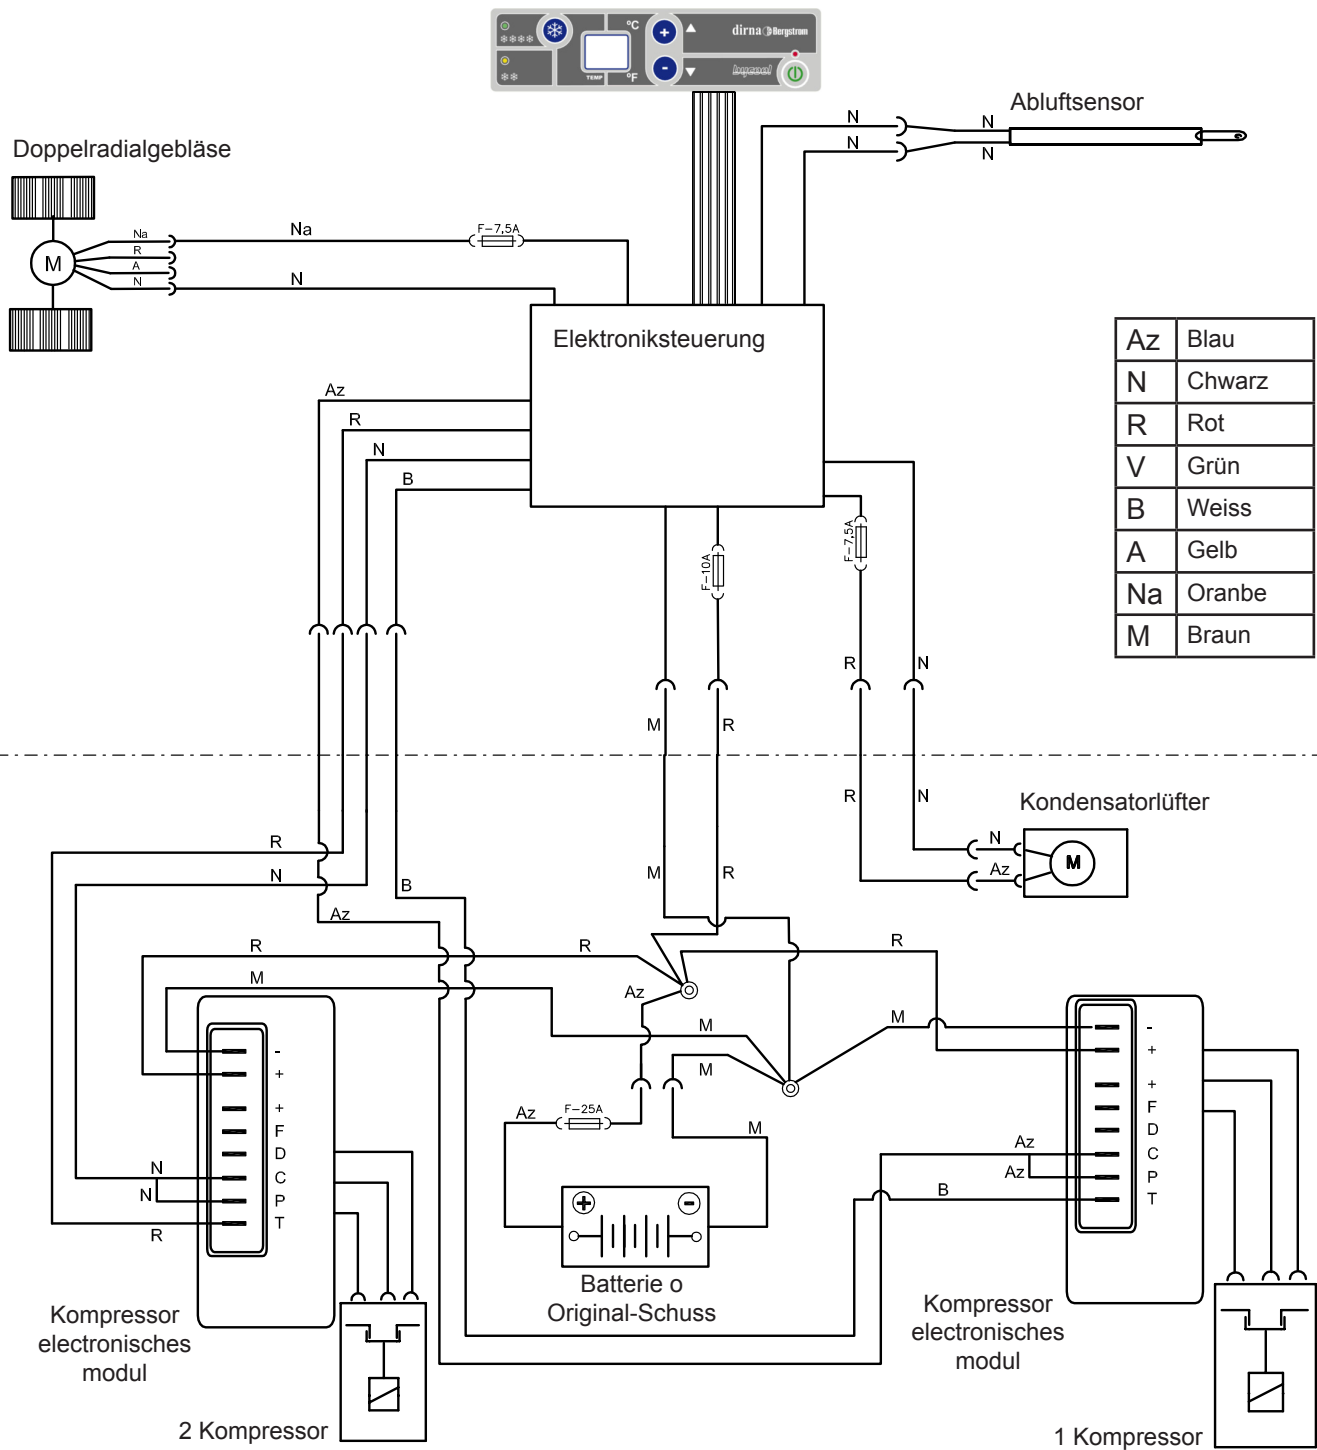 °C
dirna Bergstrom
❄❄❄❄
❄❄
TEMP
°F
bycool
+
-
Abluftsensor
N
N
N
N
Doppelradialgebläse
M
Na
R
A
N
Na
N
F-7,5A
Elektroniksteuerung
Az Blau
N Chwarz
R Rot
V Grün
B Weiss
A Gelb
Na Oranbe
M Braun
Az
R
N
B
F-10A
F-7,5A
R
N
M
R
R
N
Kondensatorlüfter
N
Az
M
R
N
Az
B
M
R
R
R
R
M
Az
M
M
M
Az
F-25A
M
-
+
+
F
D
C
P
T
N
N
R
-
+
+
F
D
C
P
T
Az
Az
B
+
-
Batterie o
Original-Schuss
Kompressor
electronisches
modul
2 Kompressor
Kompressor
electronisches
modul
1 Kompressor